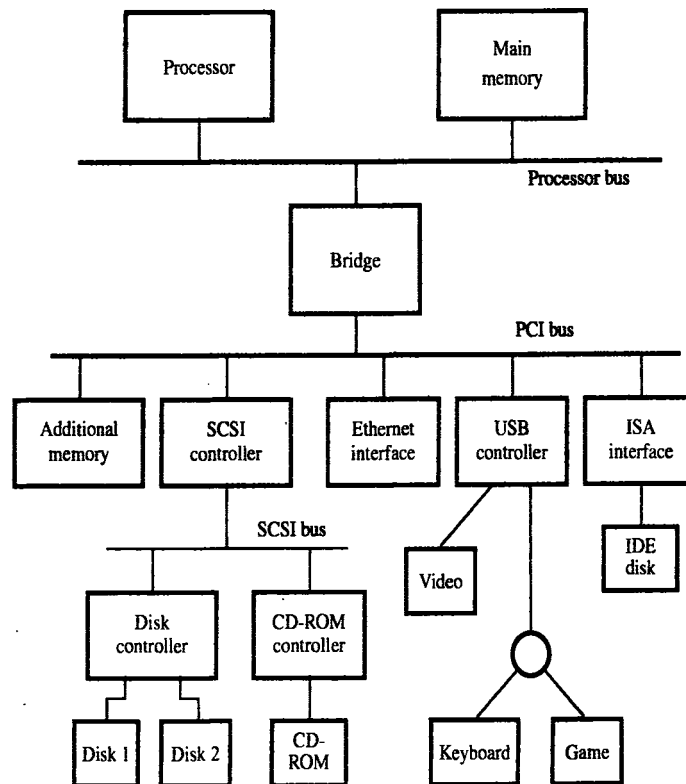 Processor
Main
memory
Processor bus
Bridge
PCI bus
Additional
memory
SCSI
controller
Ethernet
interface
USB
controller
ISA
interface
SCSI bus
Video
IDE
disk
Disk
controller
CD-ROM
controller
Disk 1
Disk 2
CD-
ROM
Keyboard
Game